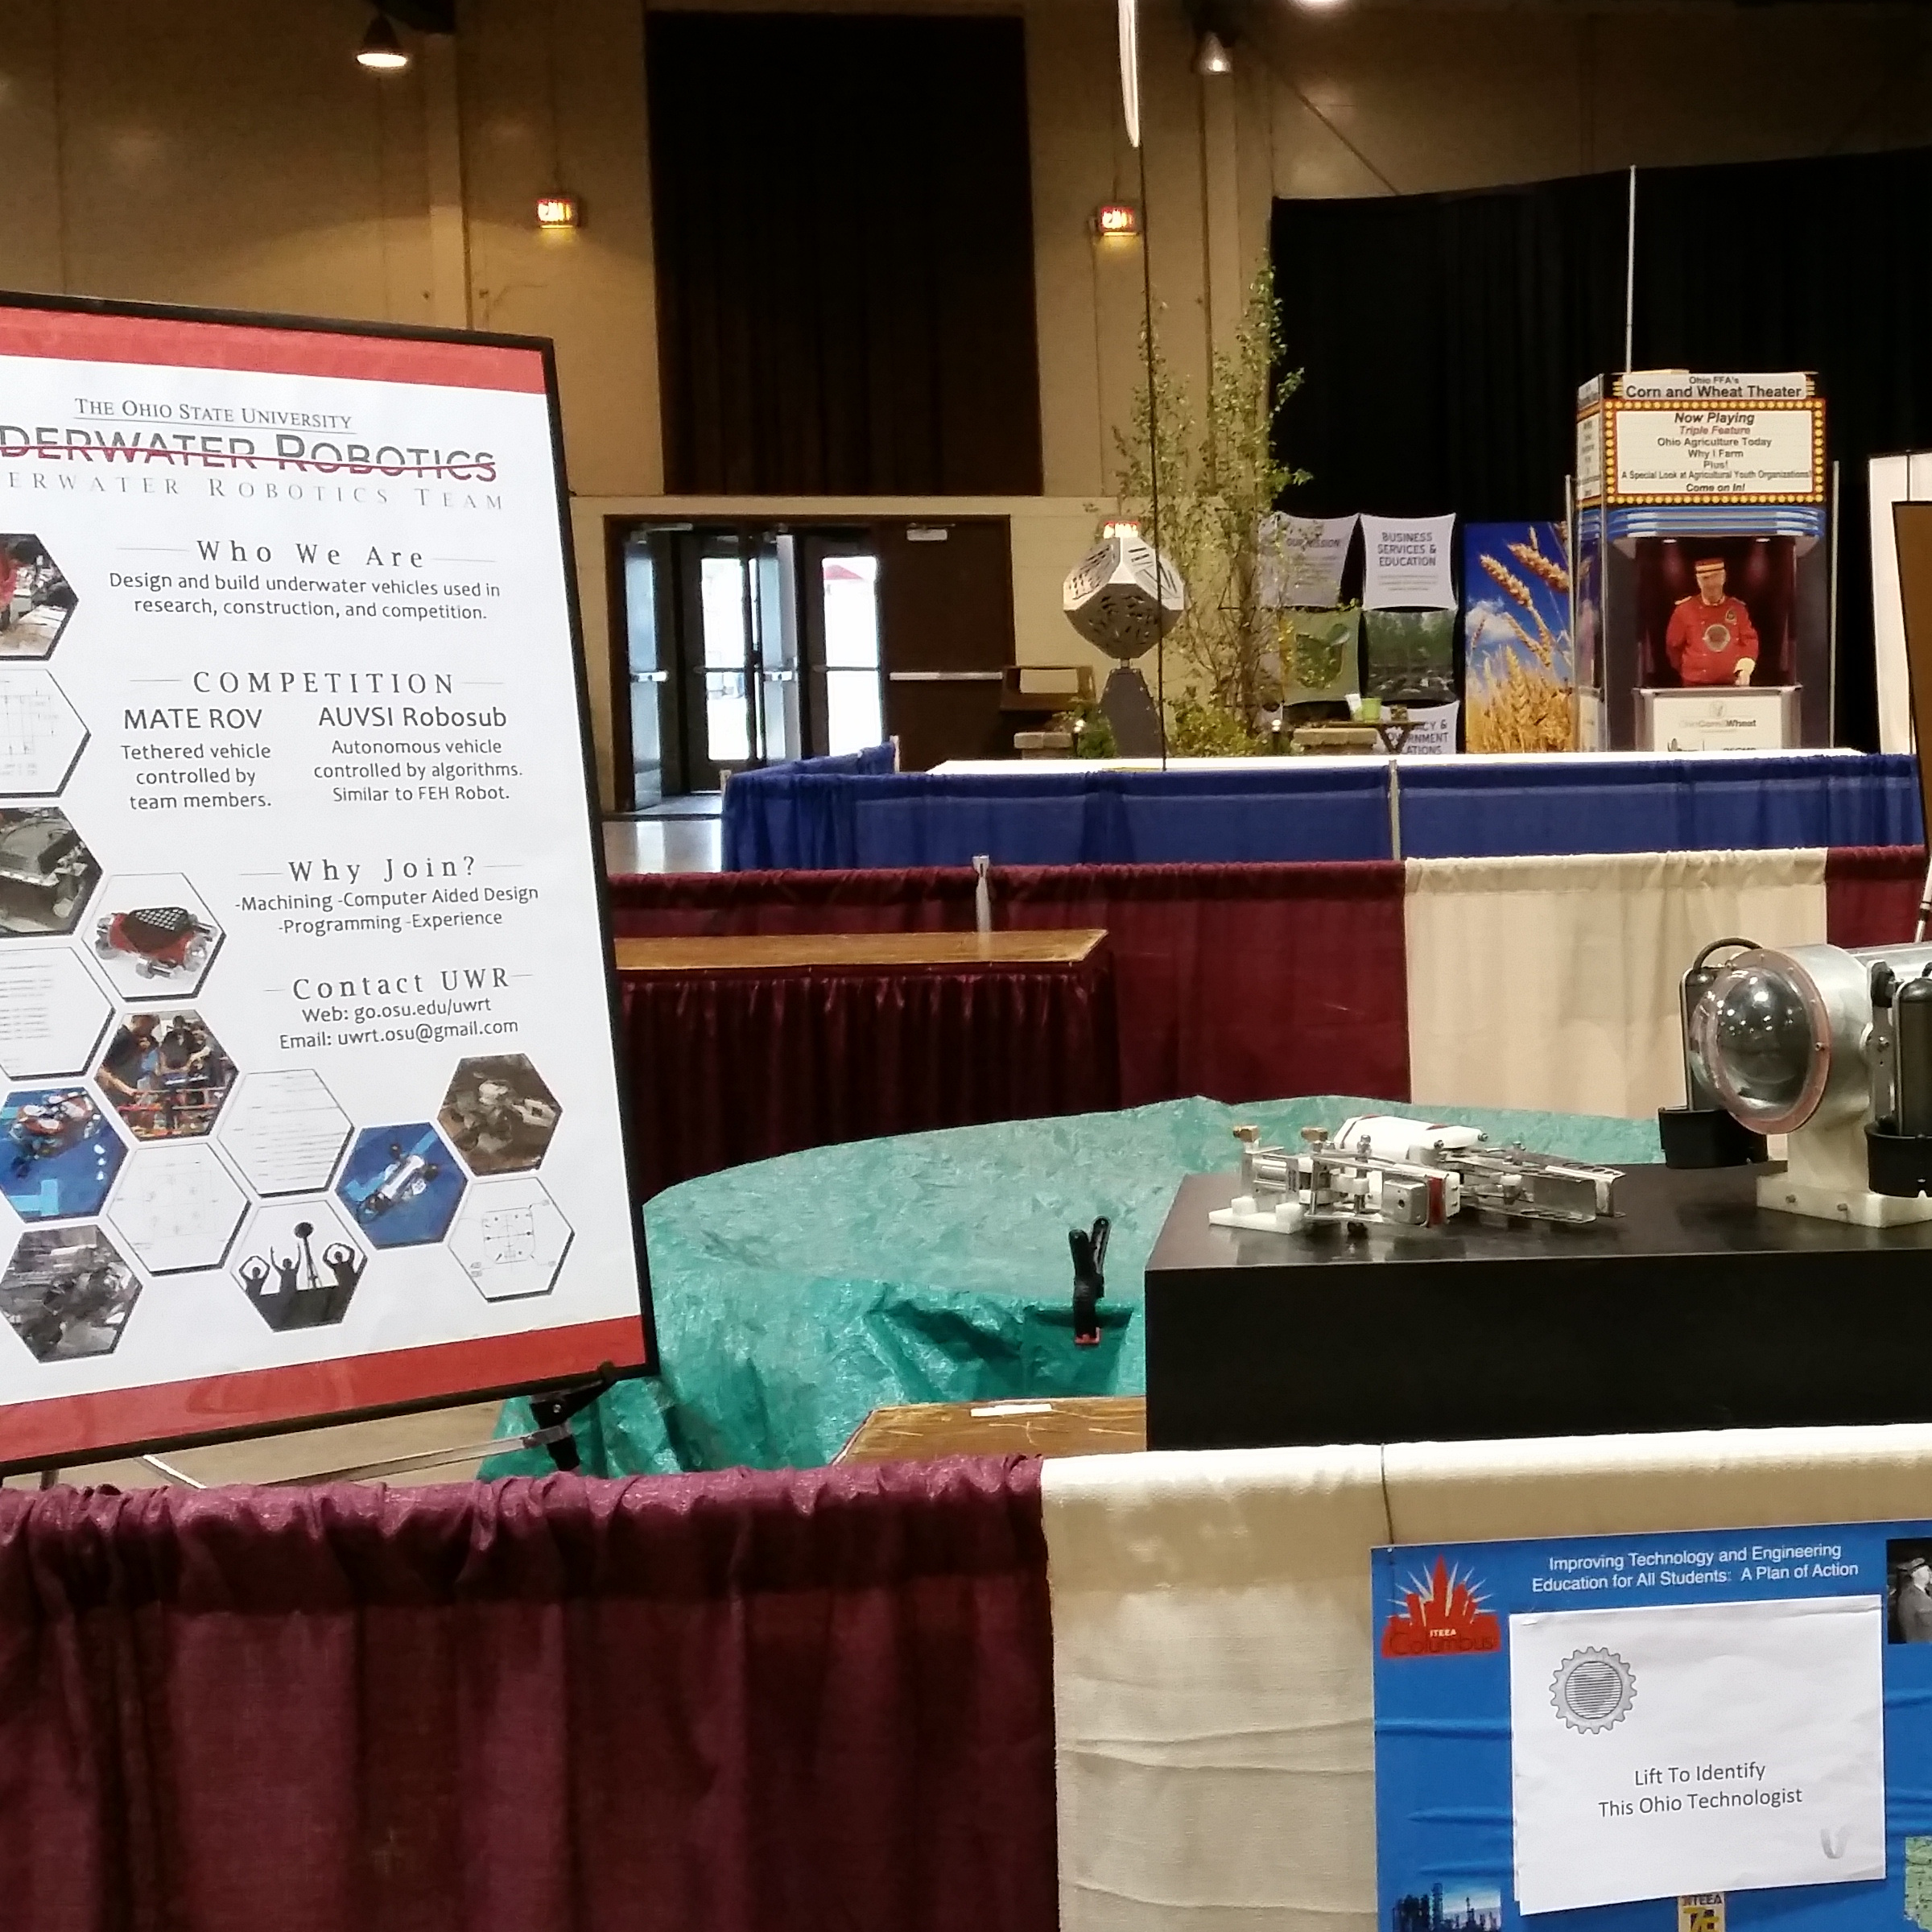 THE OHIO STATE UNIVERSITY
DERWATER ROBOTICS
ERWATER ROBOTICS TEAM
Who We Are
Design and build underwater vehicles used in
research, construction, and competition.
COMPETITION
MATE ROV
Tethered vehicle
controlled by
team members.
AUVSI Robosub
Autonomous vehicle
controlled by algorithms.
Similar to FEH Robot.
Why Join?
-Machining -Computer Aided Design
-Programming -Experience
Contact UWR
Web: go.osu.edu/uwrt
Email: uwrt.osu@gmail.com
Ohio FFA's
Corn and Wheat Theater
Now Playing
Triple Feature
Ohio Agriculture Today
Why I Farm
Plus!
A Special Look at Agricultural Youth Organizations!
Come on In!
OUR MISSION
BUSINESS
SERVICES &
EDUCATION
Improving Technology and Engineering
Education for All Students: A Plan of Action
ITEEA
Columbus
Lift To Identify
This Ohio Technologist
ITEEA